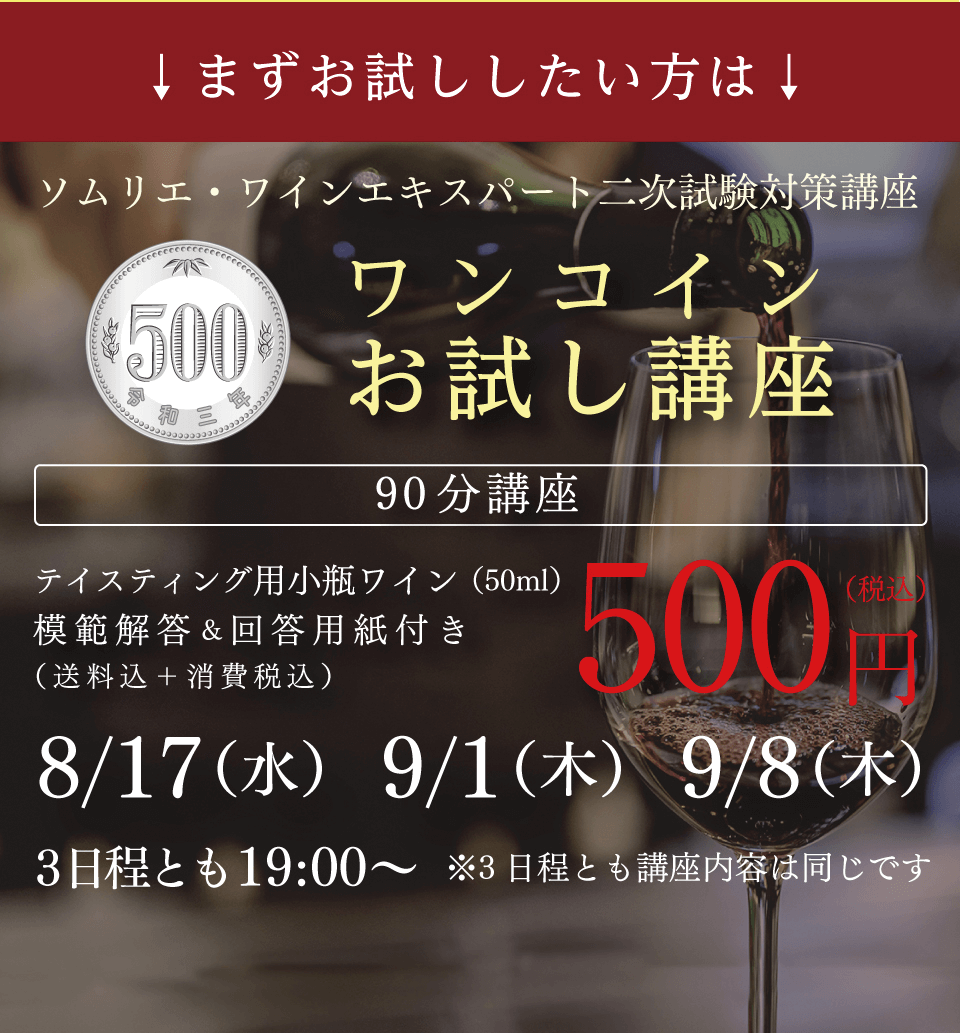 ↓まずお試ししたい方は↓
ソムリエ・ワインエキスパート二次試験対策講座
500
令和三年
ワンコイン
お試し講座
90分講座
テイスティング用小瓶ワイン（50ml）
模範解答&回答用紙付き
（送料込＋消費税込）
500円（税込）
8/17（水） 9/1（木） 9/8（木）
3日程とも19:00〜 ※3日程とも講座内容は同じです